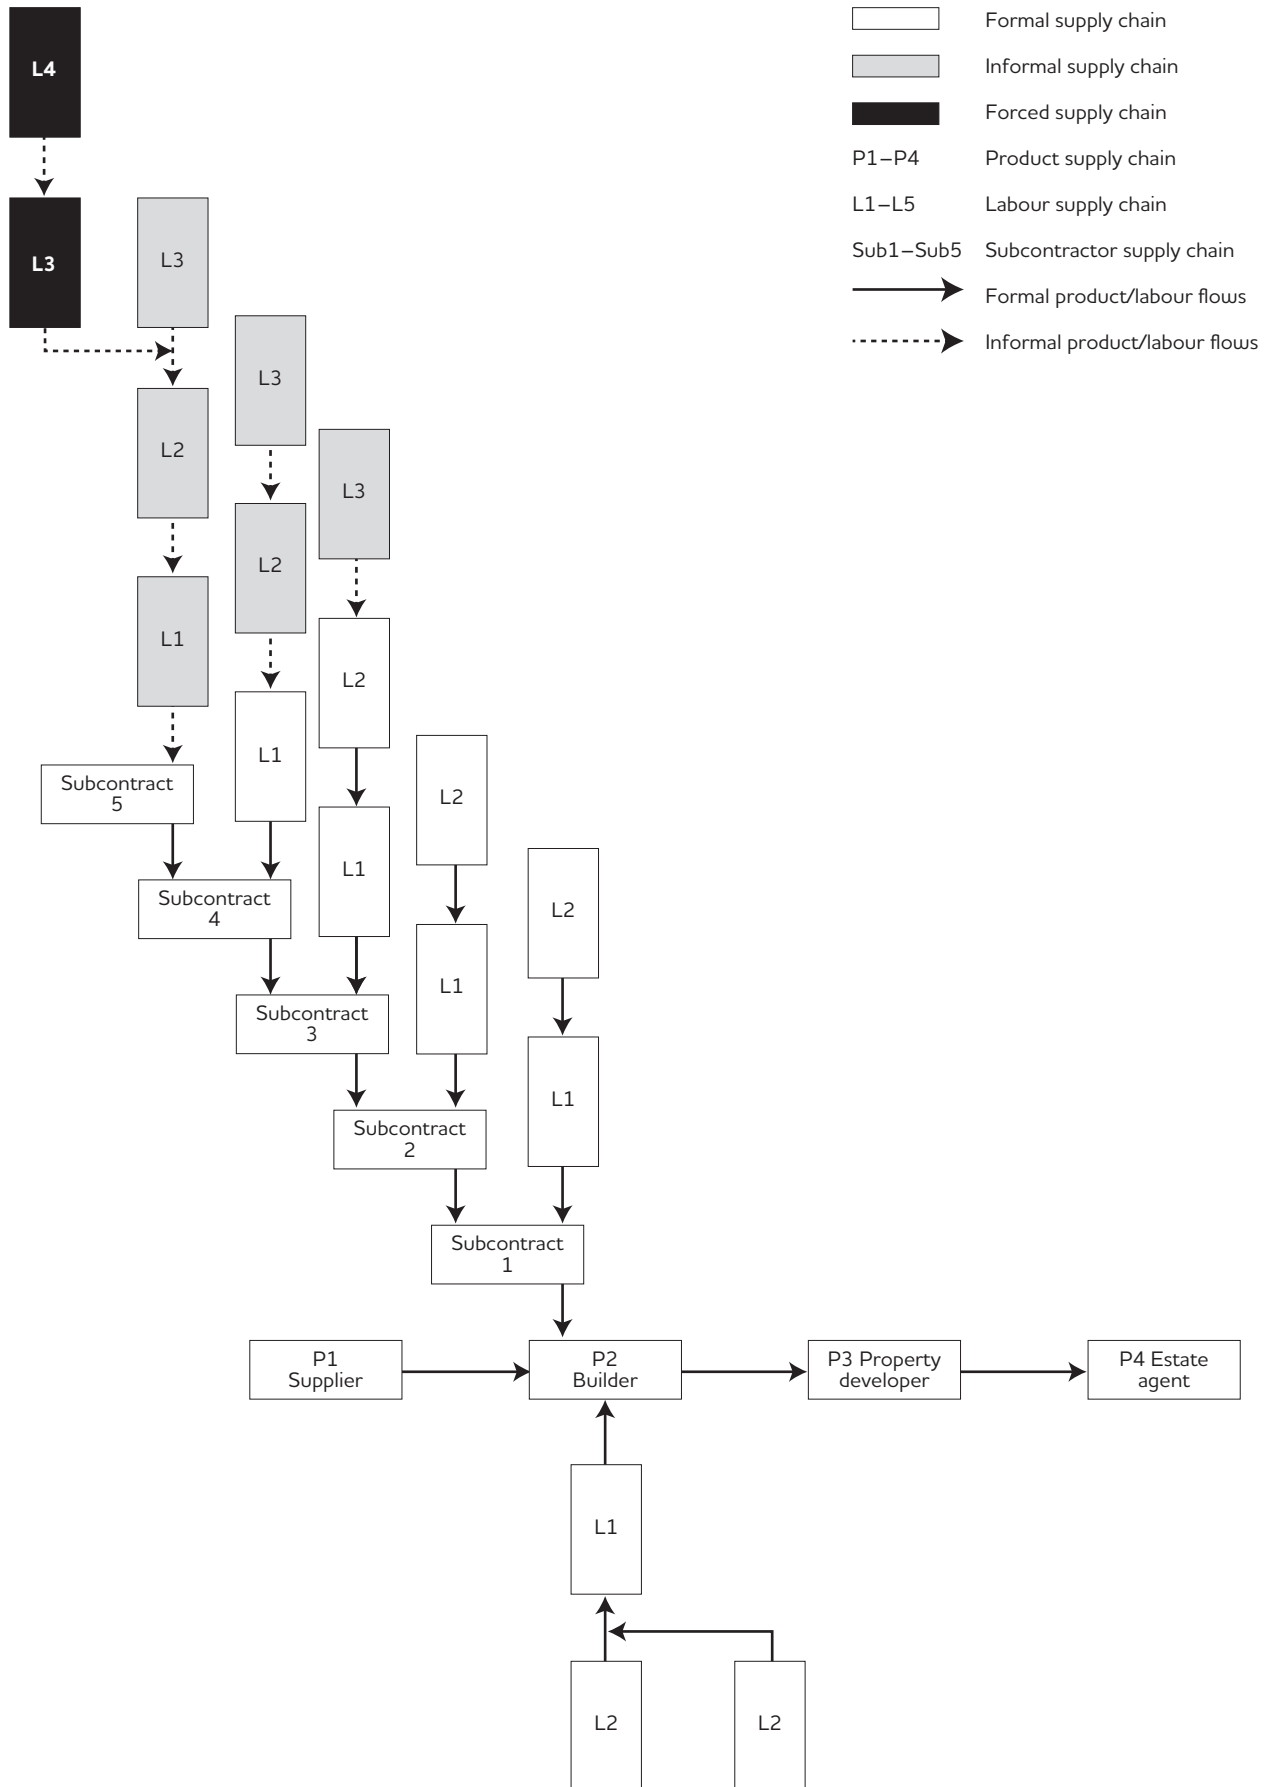 Formal supply chain
Informal supply chain
Forced supply chain
P1–P4 Product supply chain
L1–L5 Labour supply chain
Sub1–Sub5 Subcontractor supply chain
Formal product/labour flows
Informal product/labour flows
L4
L3
L3
L3
L2
L3
L2
L1
L2
L1
Subcontract
5
L2
L1
Subcontract
4
L2
L1
Subcontract
3
L1
Subcontract
2
Subcontract
1
P1
Supplier
P2
Builder
P3 Property
developer
P4 Estate
agent
L1
L2
L2